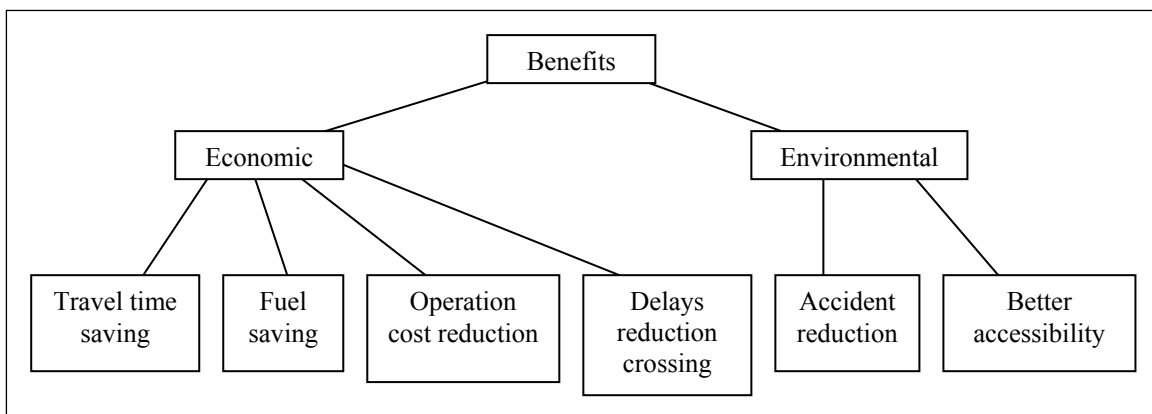 Benefits
Economic
Environmental
Travel time
saving
Fuel
saving
Operation
cost reduction
Delays
reduction
crossing
Accident
reduction
Better
accessibility